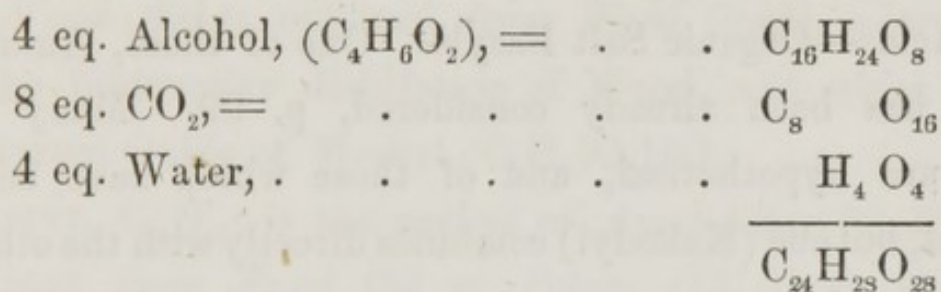 4 eq. Alcohol, (C₄H₆O₂), = . . C₁₆H₂₄O₈
8 eq. CO₂, = . . . . C₈ O₁₆
4 eq. Water, . . . . . H₄ O₄
C₂₄H₂₈O₂₈